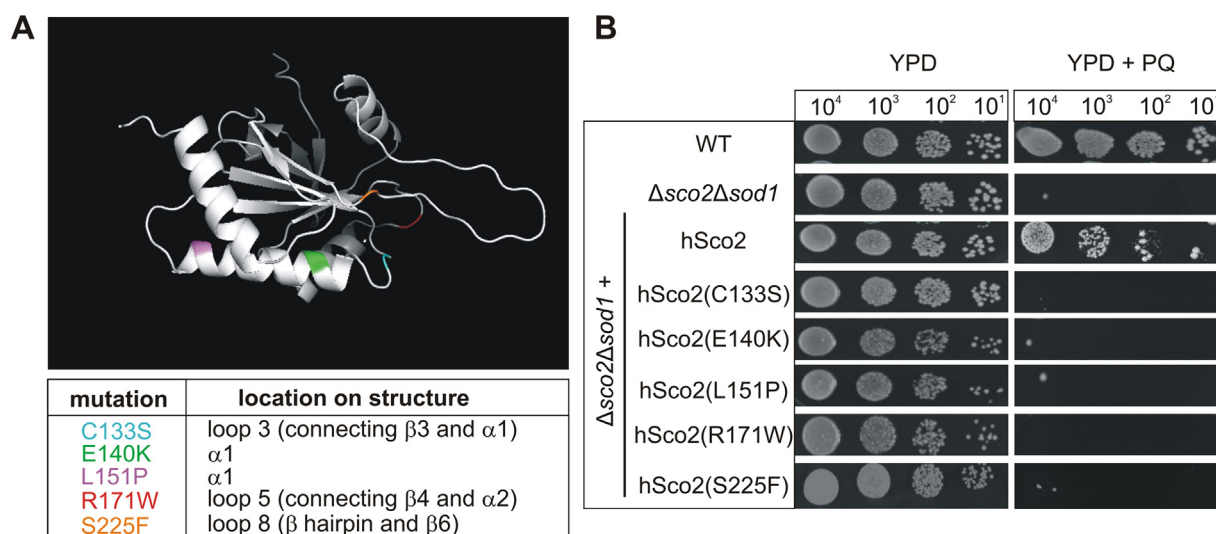 A
mutation location on structure
C133S loop 3 (connecting β3 and α1)
E140K α1
L151P α1
R171W loop 5 (connecting β4 and α2)
S225F loop 8 (β hairpin and β6)
B
YPD YPD + PQ
10⁴ 10³ 10² 10¹ 10⁴ 10³ 10² 10¹
WT
Δsco2Δsod1
Δsco2Δsod1 +
hSco2
hSco2(C133S)
hSco2(E140K)
hSco2(L151P)
hSco2(R171W)
hSco2(S225F)